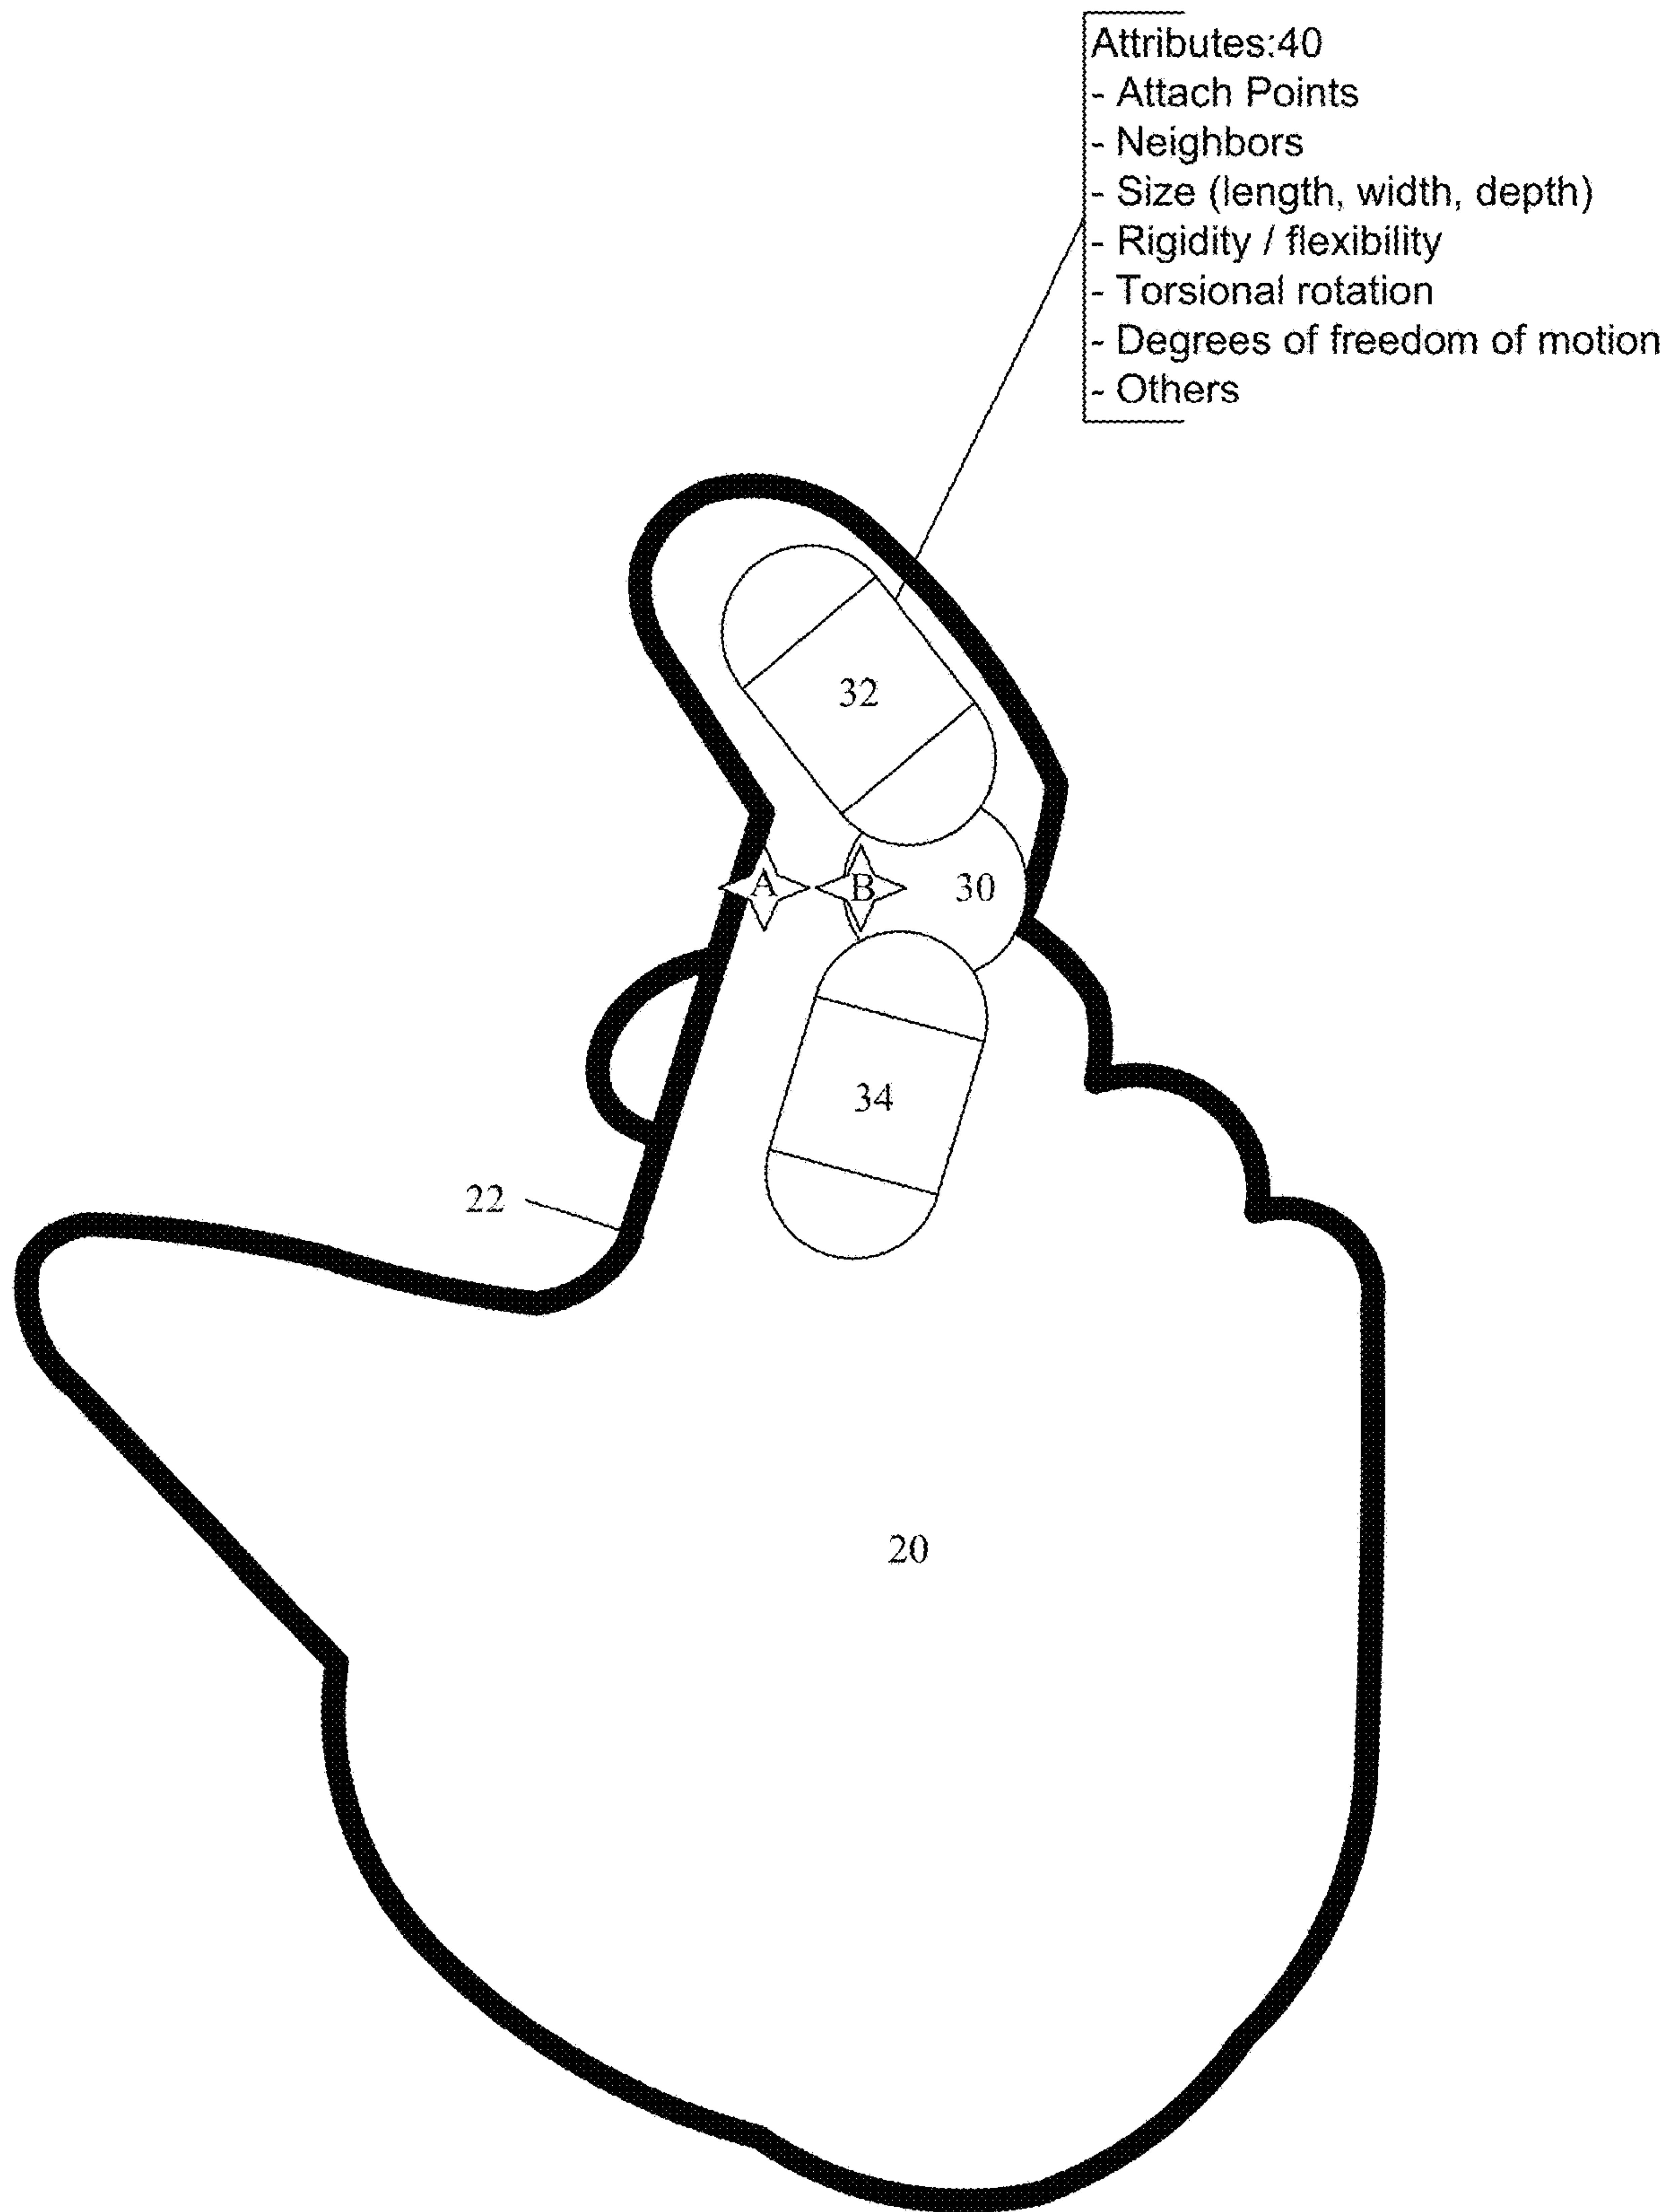 Attributes:40
- Attach Points
- Neighbors
- Size (length, width, depth)
- Rigidity / flexibility
- Torsional rotation
- Degrees of freedom of motion
- Others
32
A
B
30
34
22
20